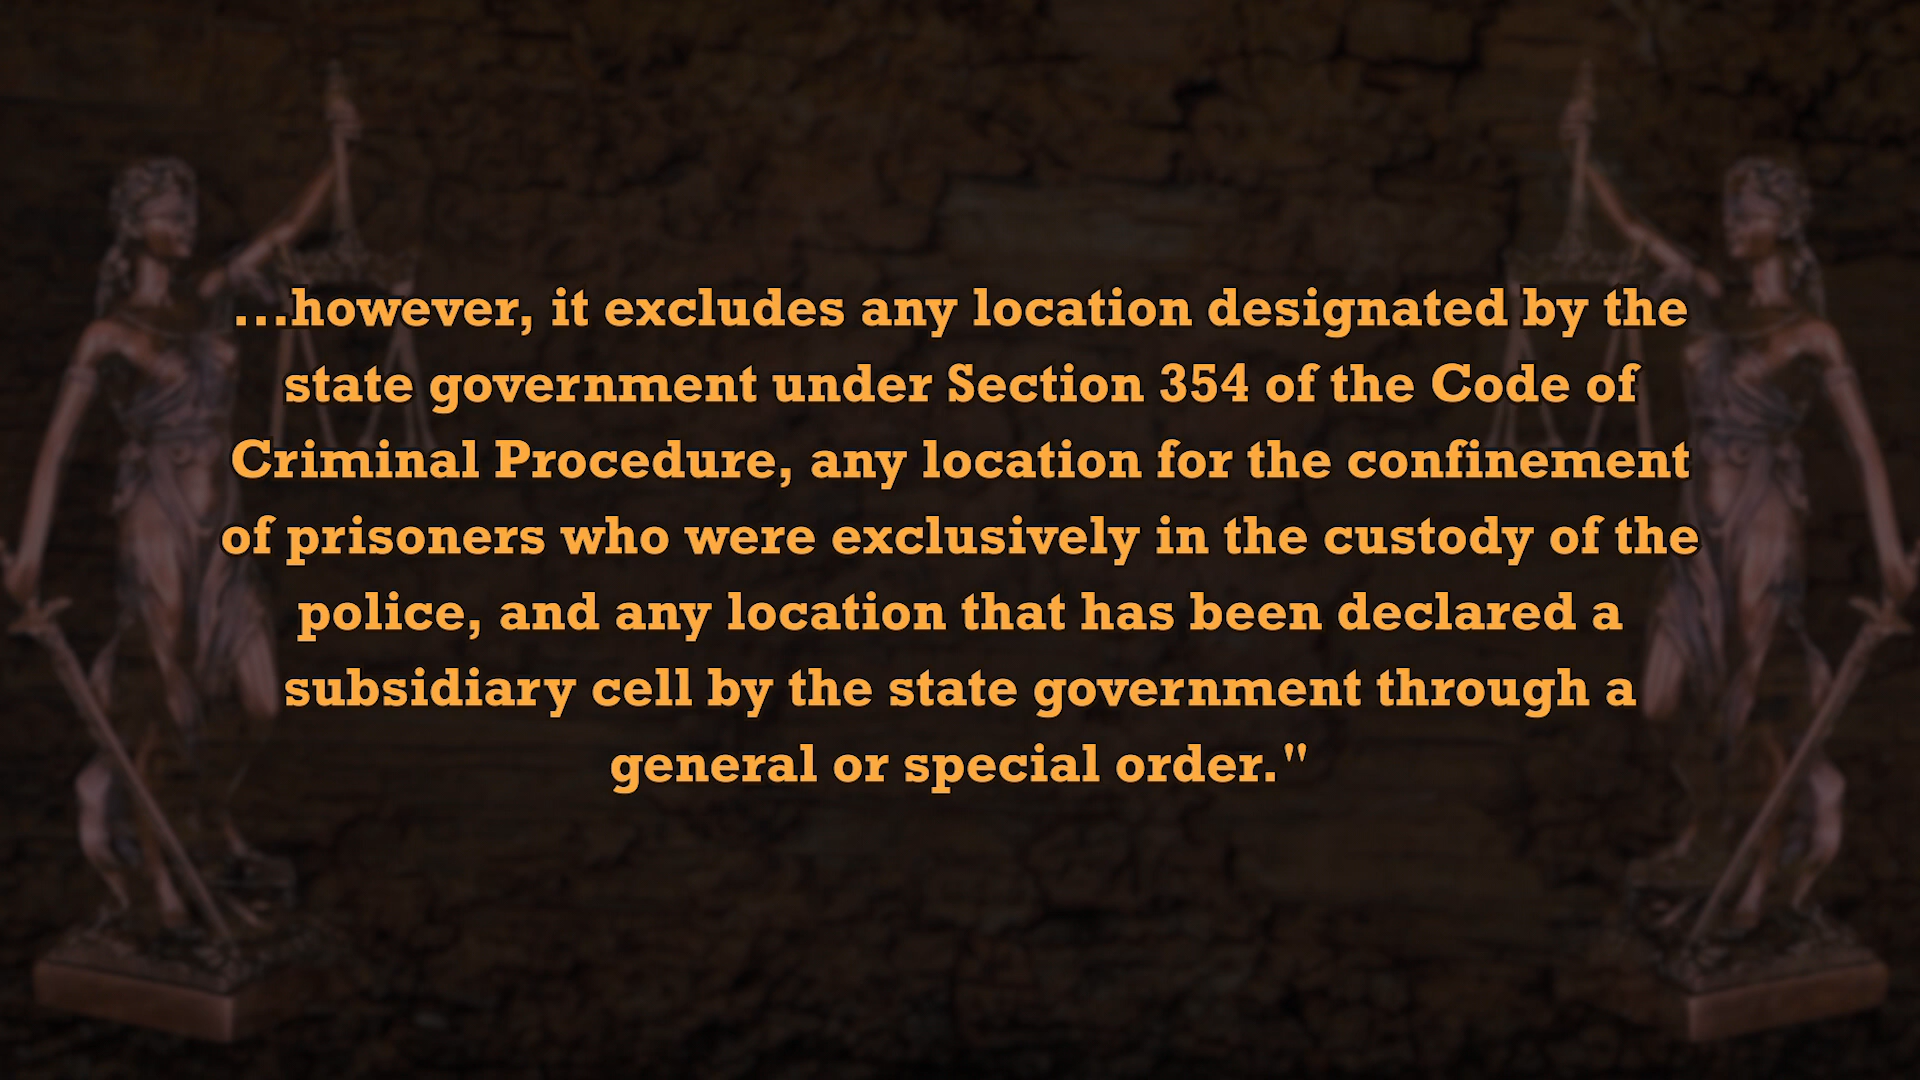 ...however, it excludes any location designated by the
state government under Section 354 of the Code of
Criminal Procedure, any location for the confinement
of prisoners who were exclusively in the custody of the
police, and any location that has been declared a
subsidiary cell by the state government through a
general or special order."